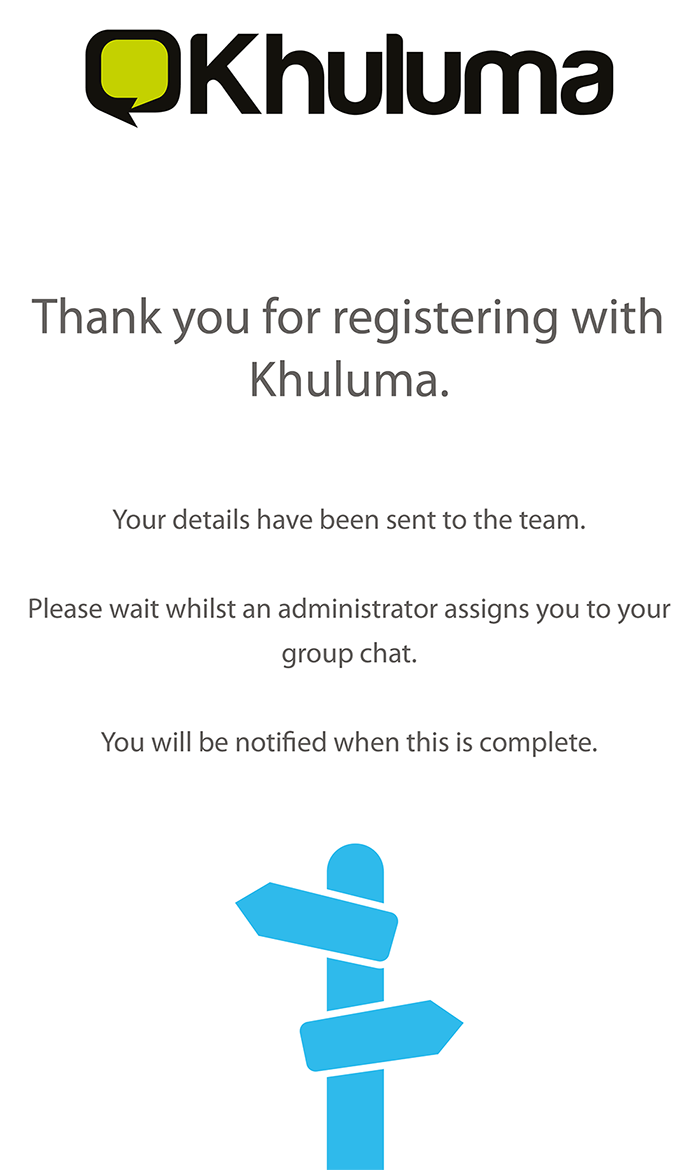 Khuluma
Thank you for registering with
Khuluma.
Your details have been sent to the team.
Please wait whilst an administrator assigns you to your
group chat.
You will be notified when this is complete.